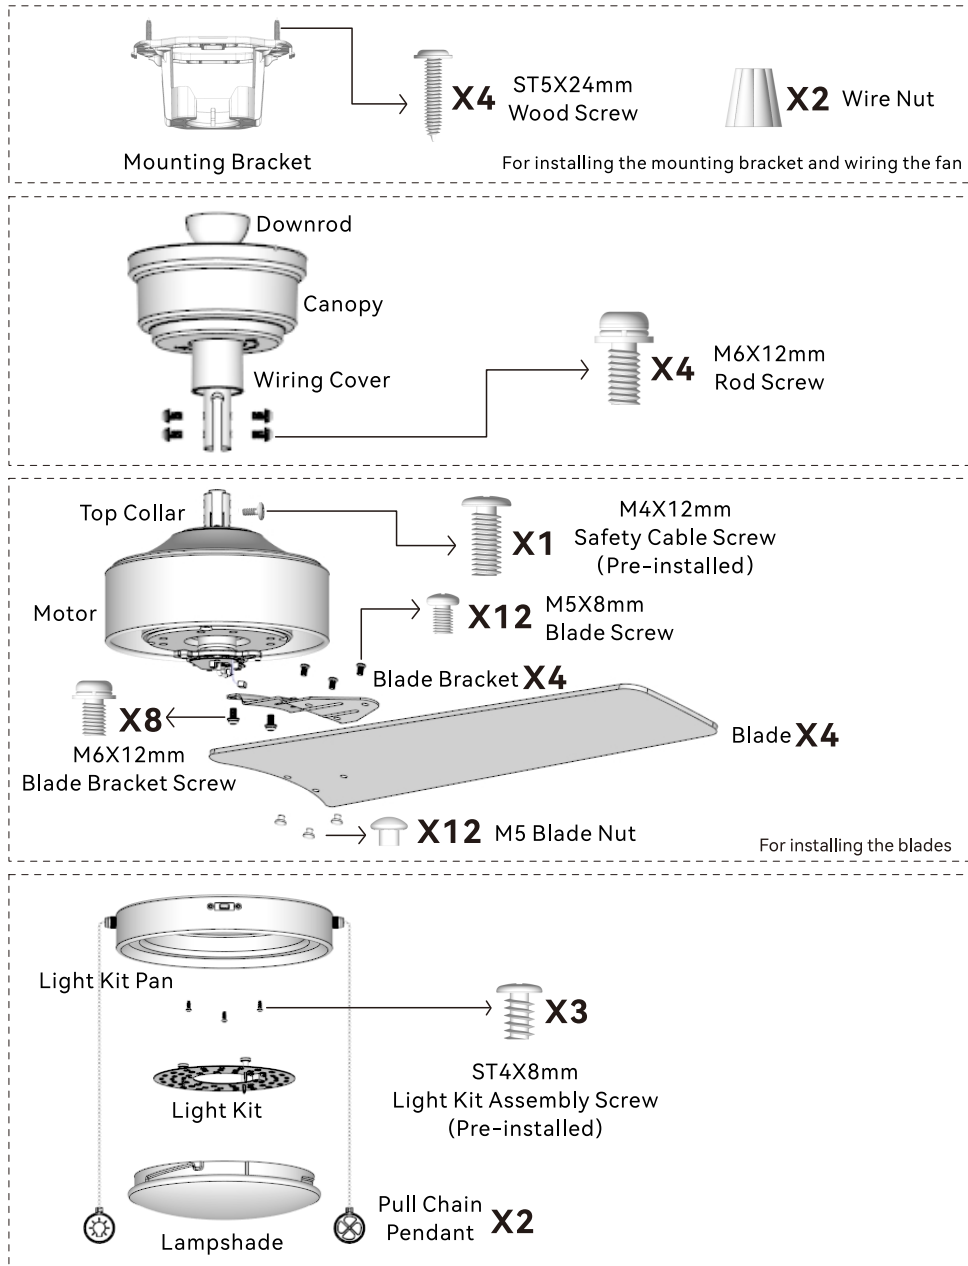 X4
ST5X24mm
Wood Screw
X2 Wire Nut
Mounting Bracket
For installing the mounting bracket and wiring the fan
Downrod
Canopy
Wiring Cover
X4
M6X12mm
Rod Screw
Top Collar
X1
M4X12mm
Safety Cable Screw
(Pre-installed)
Motor
X12
M5X8mm
Blade Screw
Blade Bracket X4
X8
M6X12mm
Blade Bracket Screw
Blade X4
X12 M5 Blade Nut
For installing the blades
Light Kit Pan
X3
ST4X8mm
Light Kit Assembly Screw
(Pre-installed)
Light Kit
Pull Chain
Pendant
X2
Lampshade